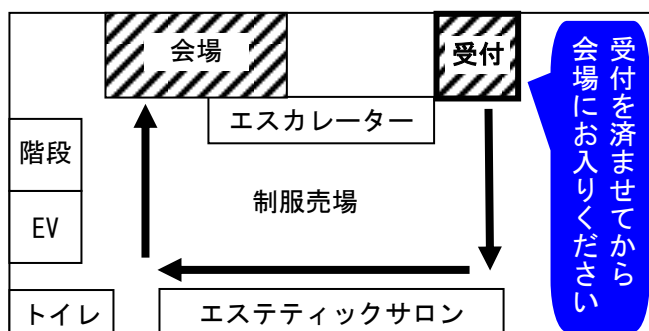 会場
受付
受付を済ませてから
会場にお入りください
エスカレーター
階段
制服売場
EV
トイレ
エステティックサロン